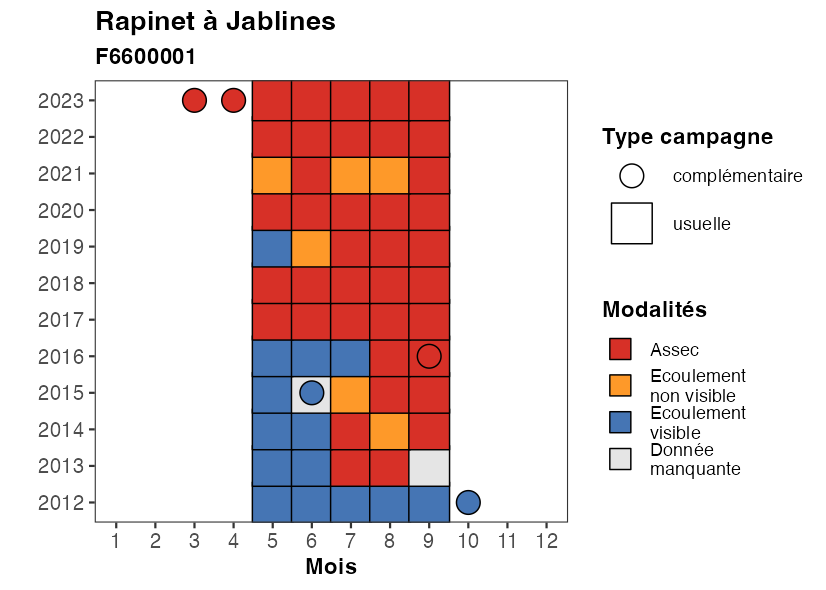 Rapinet à Jablines
F6600001
2023
2022
2021
2020
2019
2018
2017
2016
2015
2014
2013
2012
1 2 3 4 5 6 7 8 9 10 11 12
Mois
Type campagne
complémentaire
usuelle
Modalités
Assec
Ecoulement
non visible
Ecoulement
visible
Donnée
manquante